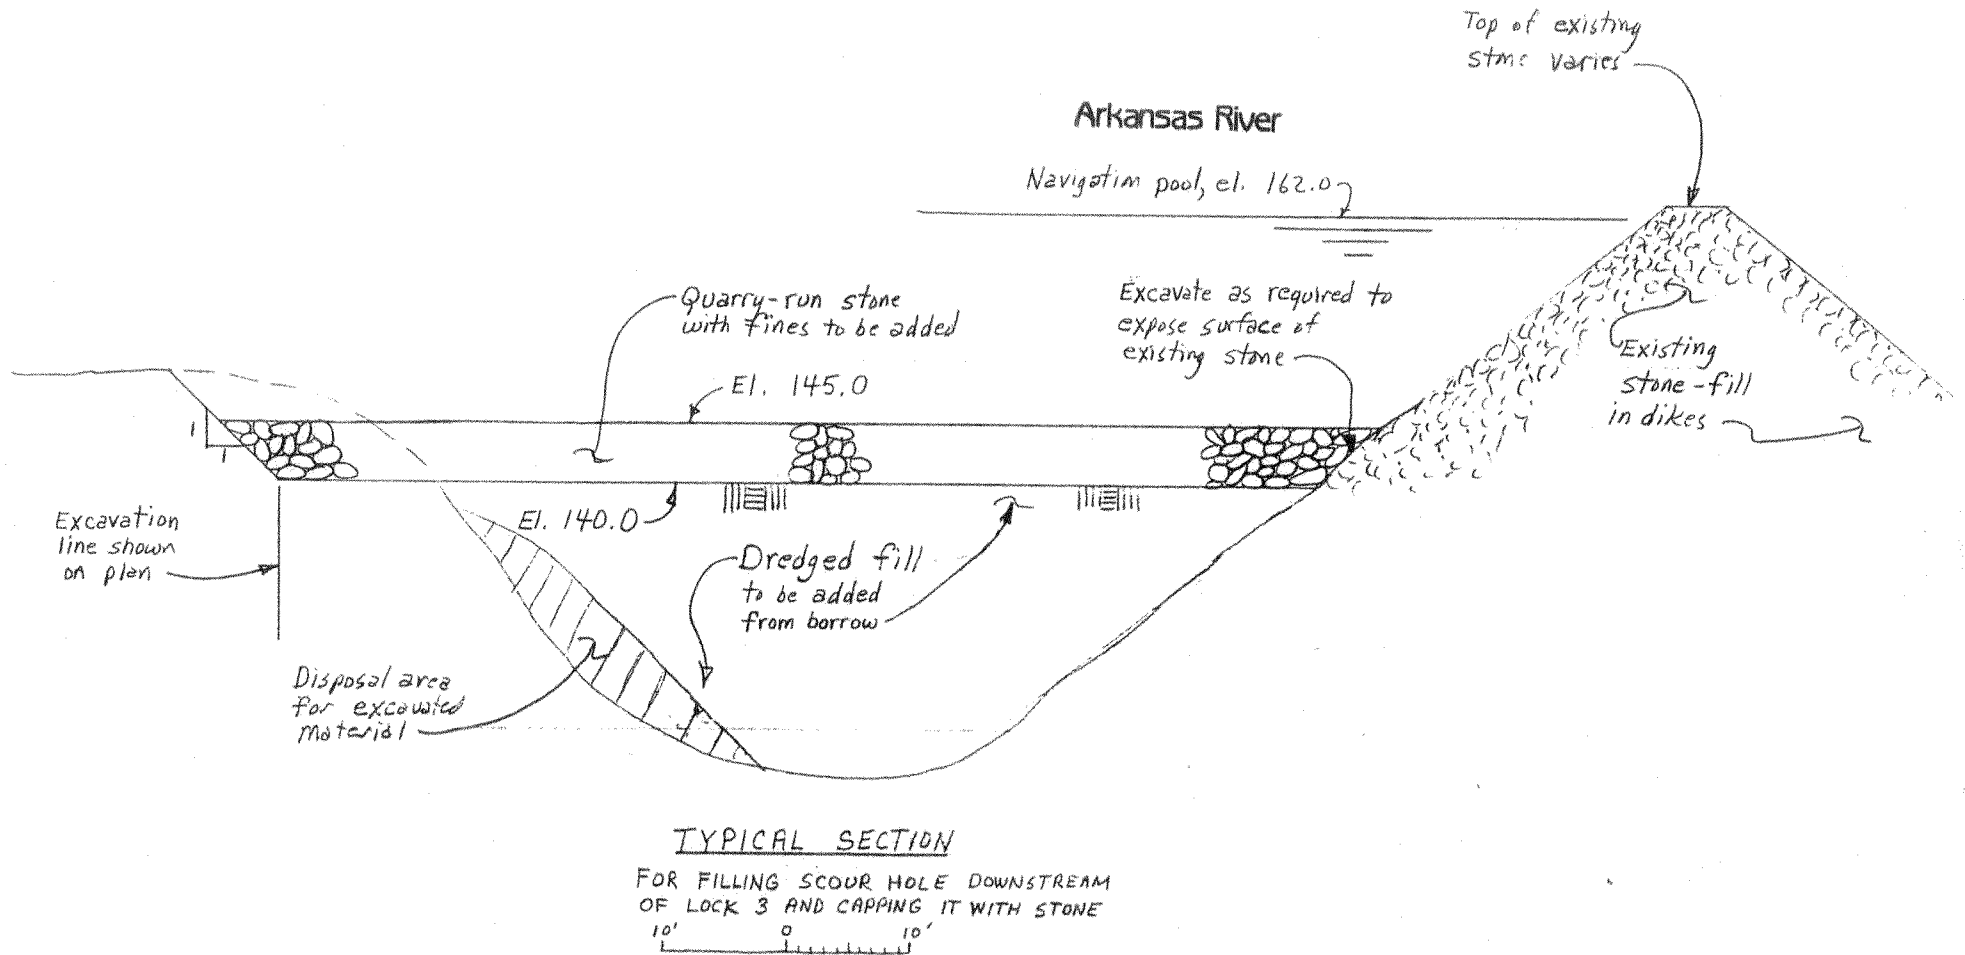 Top of existing
stone varies
Arkansas River
Navigation pool, el. 162.0
Quarry-run stone
with fines to be added
Excavate as required to
expose surface of
existing stone
Existing
stone-fill
in dikes
El. 145.0
1
1
El. 140.0
Excavation
line shown
on plan
Dredged fill
to be added
from borrow
Disposal area
for excavated
material
TYPICAL SECTION
FOR FILLING SCOUR HOLE DOWNSTREAM
OF LOCK 3 AND CAPPING IT WITH STONE
10' 0 10'